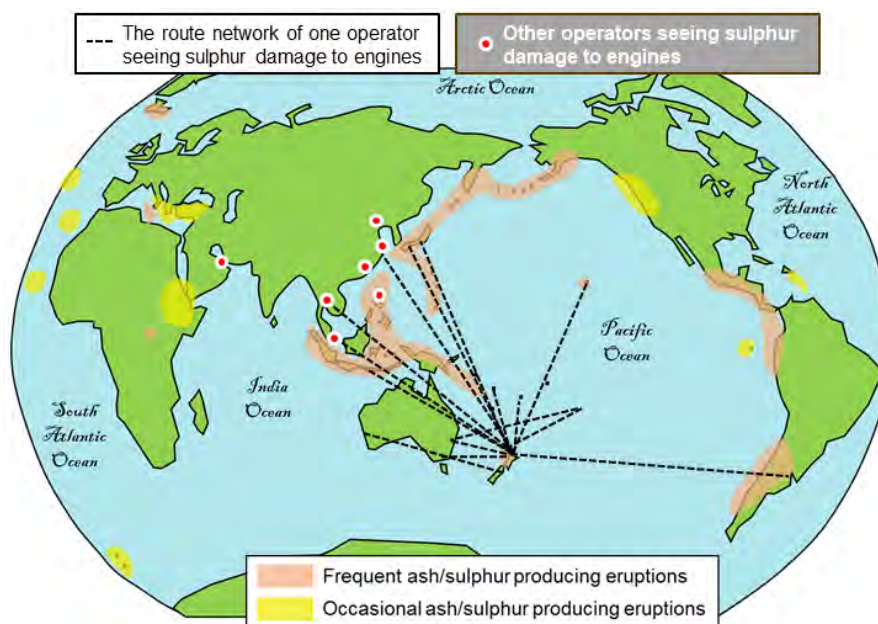 The route network of one operator
seeing sulphur damage to engines
Other operators seeing sulphur
damage to engines
Arctic Ocean
North
Atlantic
Ocean
Pacific
Ocean
India
Ocean
South
Atlantic
Ocean
Frequent ash/sulphur producing eruptions
Occasional ash/sulphur producing eruptions